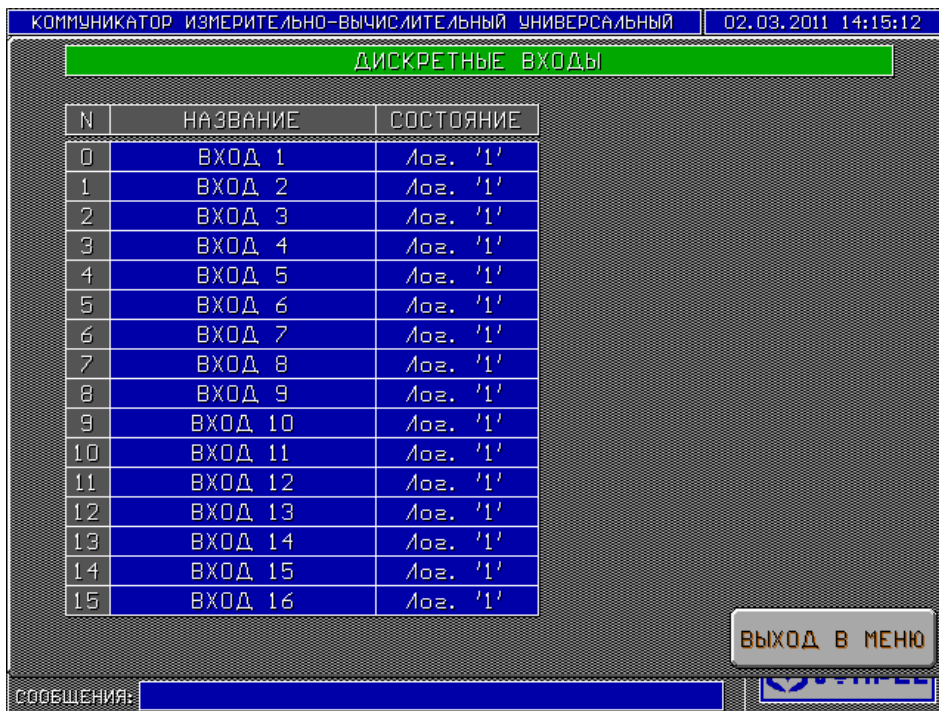 КОММУНИКАТОР ИЗМЕРИТЕЛЬНО-ВЫЧИСЛИТЕЛЬНЫЙ УНИВЕРСАЛЬНЫЙ 02.03.2011 14:15:12
ДИСКРЕТНЫЕ ВХОДЫ
N НАЗВАНИЕ СОСТОЯНИЕ
0 ВХОД 1 Лог. '1'
1 ВХОД 2 Лог. '1'
2 ВХОД 3 Лог. '1'
3 ВХОД 4 Лог. '1'
4 ВХОД 5 Лог. '1'
5 ВХОД 6 Лог. '1'
6 ВХОД 7 Лог. '1'
7 ВХОД 8 Лог. '1'
8 ВХОД 9 Лог. '1'
9 ВХОД 10 Лог. '1'
10 ВХОД 11 Лог. '1'
11 ВХОД 12 Лог. '1'
12 ВХОД 13 Лог. '1'
13 ВХОД 14 Лог. '1'
14 ВХОД 15 Лог. '1'
15 ВХОД 16 Лог. '1'
ВЫХОД В МЕНЮ
СООБЩЕНИЯ: